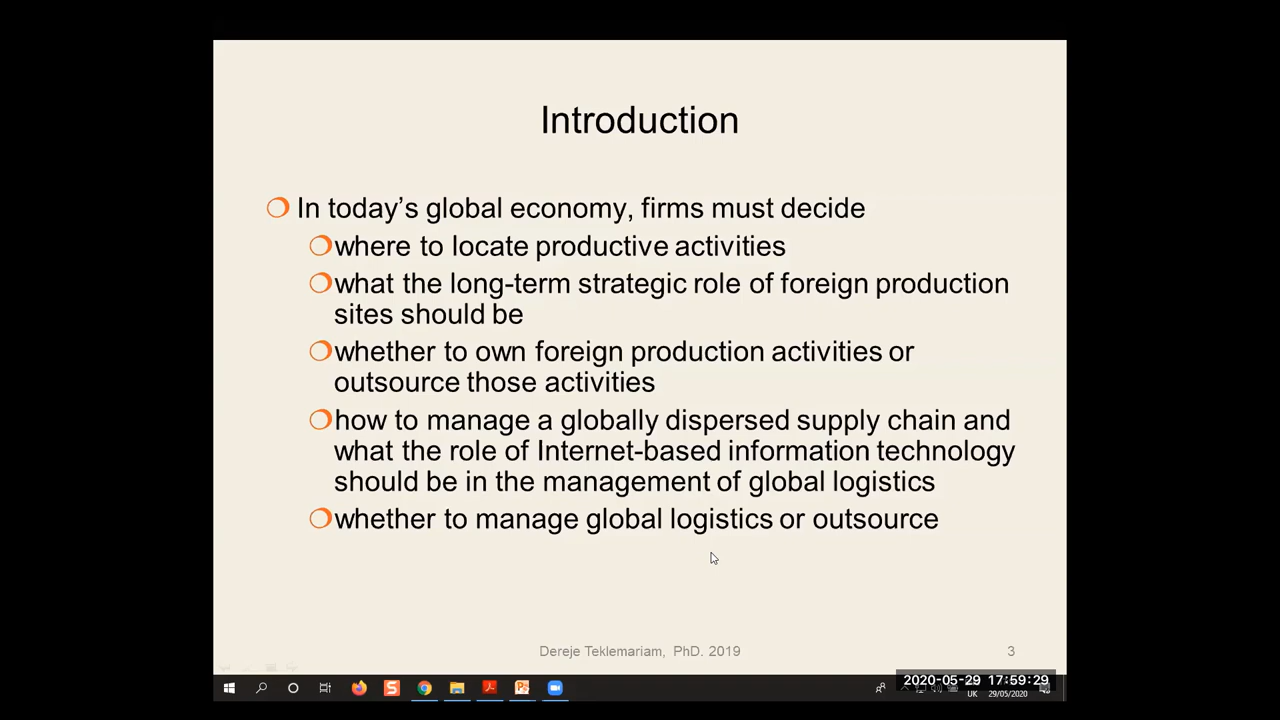 Introduction
In today’s global economy, firms must decide
where to locate productive activities
what the long-term strategic role of foreign production
sites should be
whether to own foreign production activities or
outsource those activities
how to manage a globally dispersed supply chain and
what the role of Internet-based information technology
should be in the management of global logistics
whether to manage global logistics or outsource
Dereje Teklemariam, PhD. 2019
3
2020-05-29 17:59:29
UK
29/05/2020